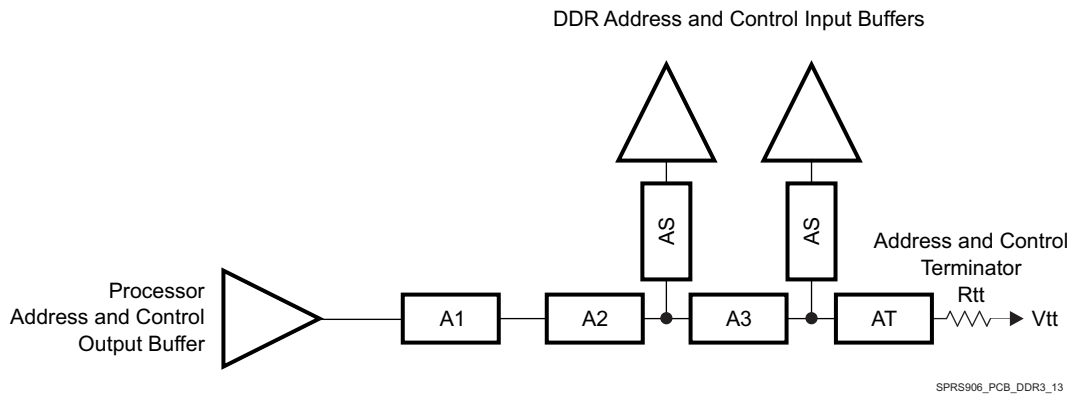 DDR Address and Control Input Buffers
AS
AS
Processor
Address and Control
Output Buffer
A1
A2
A3
AT
Address and Control
Terminator
Rtt
Vtt
SPRS906_PCB_DDR3_13